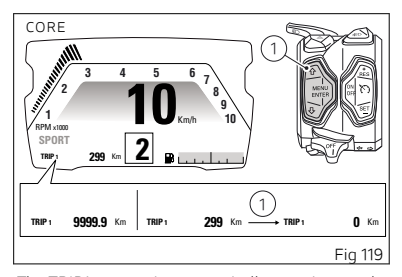 CORE
1
1 2 3 4 5 6 7 8 9 10
RPM x1000
10 Km/h
SPORT
TRIP 1 299 Km 2
MENU
ENTER
ON
OFF
RES
SET
OFF
TRIP 1 9999.9 Km
1
TRIP 1 299 Km TRIP 1 0 Km
Fig 119